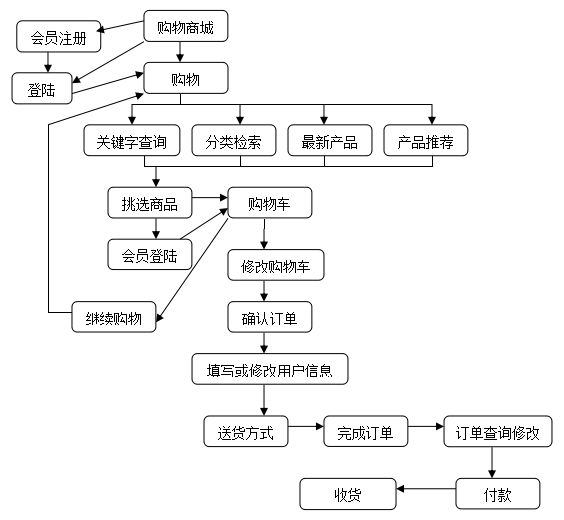 购物商城
会员注册
购物
登陆
关键字查询
分类检索
最新产品
产品推荐
挑选商品
购物车
会员登陆
修改购物车
继续购物
确认订单
填写或修改用户信息
送货方式
完成订单
订单查询修改
收货
付款